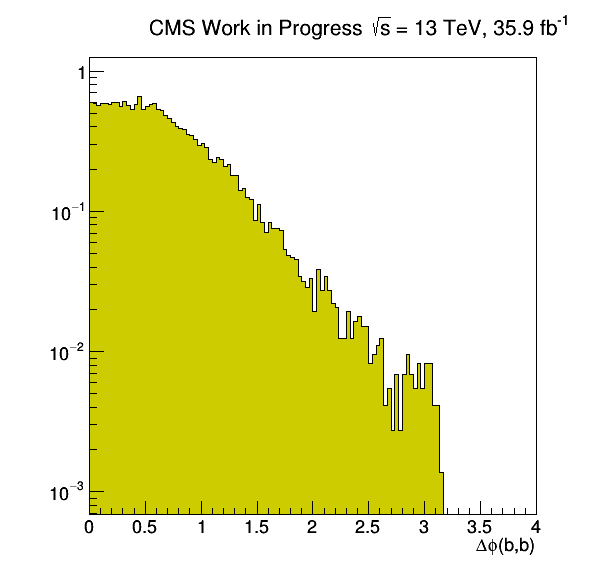 CMS Work in Progress √s = 13 TeV, 35.9 fb⁻¹
1
10⁻¹
10⁻²
10⁻³
0 0.5 1 1.5 2 2.5 3 3.5 4
Δϕ(b,b)